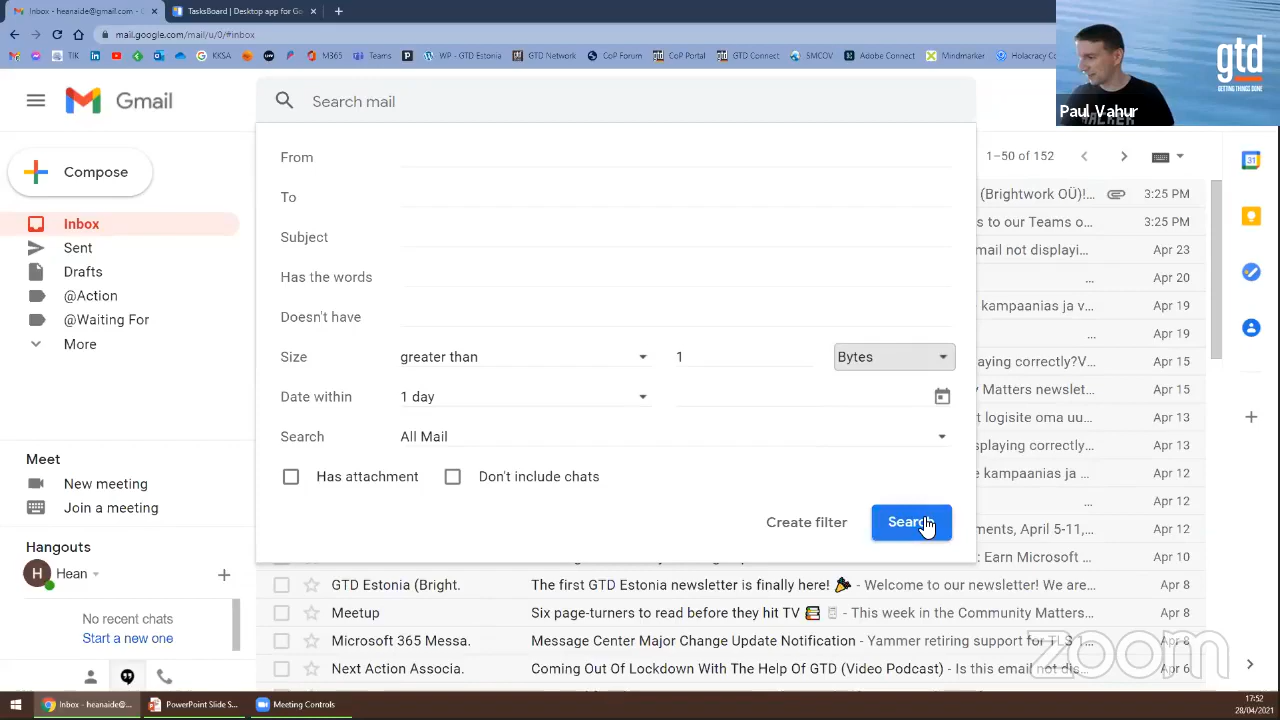 Inbox - heanaide@gmail.com - G
TasksBoard | Desktop app for Go
mail.google.com/mail/u/0/#inbox
TIK
KKSA
M365
Teams
WP - GTD Estonia
GTD Network
CoP Forum
CoP Portal
GTD Connect
SMCOV
Adobe Connect
Mindmarker
Holacracy
gtd
GETTING THINGS DONE
Paul Vahur
Gmail
Search mail
Compose
Inbox
Sent
Drafts
@Action
@Waiting For
More
Meet
New meeting
Join a meeting
Hangouts
H Hean
No recent chats
Start a new one
From
To
Subject
Has the words
Doesn't have
Size greater than 1 Bytes
Date within 1 day
Search All Mail
Has attachment Don't include chats
Create filter Search
1–50 of 152
31
(Brightwork OÜ)!... 3:25 PM
s to our Teams o... 3:25 PM
mail not displayi... Apr 23
... Apr 20
e kampaanias ja v... Apr 19
... Apr 19
aying correctly?V... Apr 15
y Matters newslet... Apr 15
t logisite oma uu... Apr 13
splaying correctly... Apr 13
e kampaanias ja ... Apr 12
... Apr 12
ments, April 5-11,... Apr 12
: Earn Microsoft ... Apr 10
GTD Estonia (Bright. The first GTD Estonia newsletter is finally here! - Welcome to our newsletter! We are... Apr 8
Meetup Six page-turners to read before they hit TV - This week in the Community Matters... Apr 8
Microsoft 365 Messa. Message Center Major Change Update Notification - Yammer retiring support for TLS 1... Apr 8
Next Action Associa. Coming Out Of Lockdown With The Help Of GTD (Video Podcast) - Is this email not dis... Apr 6
zoom
Inbox - heanaide@...
PowerPoint Slide S...
Meeting Controls
17:52
28/04/2021